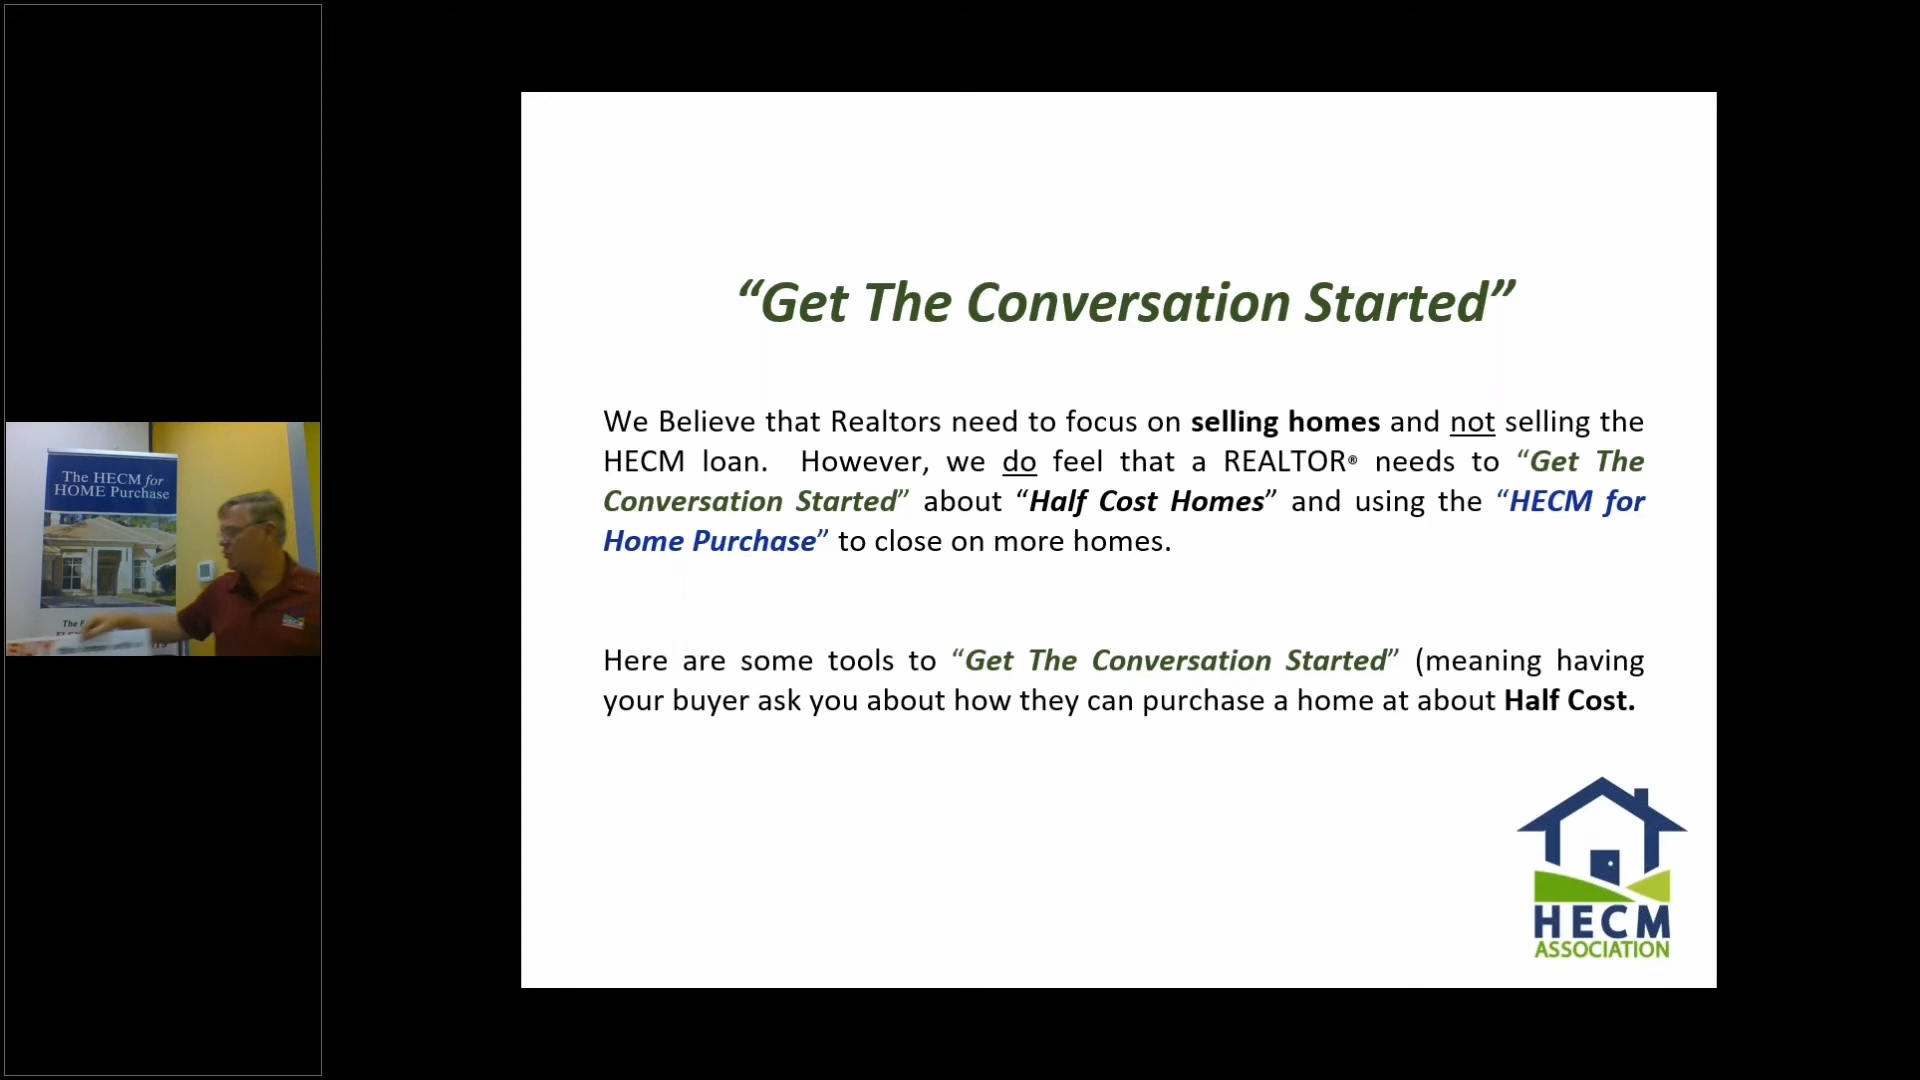 The HECM for
HOME Purchase
The
“Get The Conversation Started”
We Believe that Realtors need to focus on selling homes and not selling the
HECM loan. However, we do feel that a REALTOR® needs to “Get The
Conversation Started” about “Half Cost Homes” and using the “HECM for
Home Purchase” to close on more homes.
Here are some tools to “Get The Conversation Started” (meaning having
your buyer ask you about how they can purchase a home at about Half Cost.
HECM
ASSOCIATION